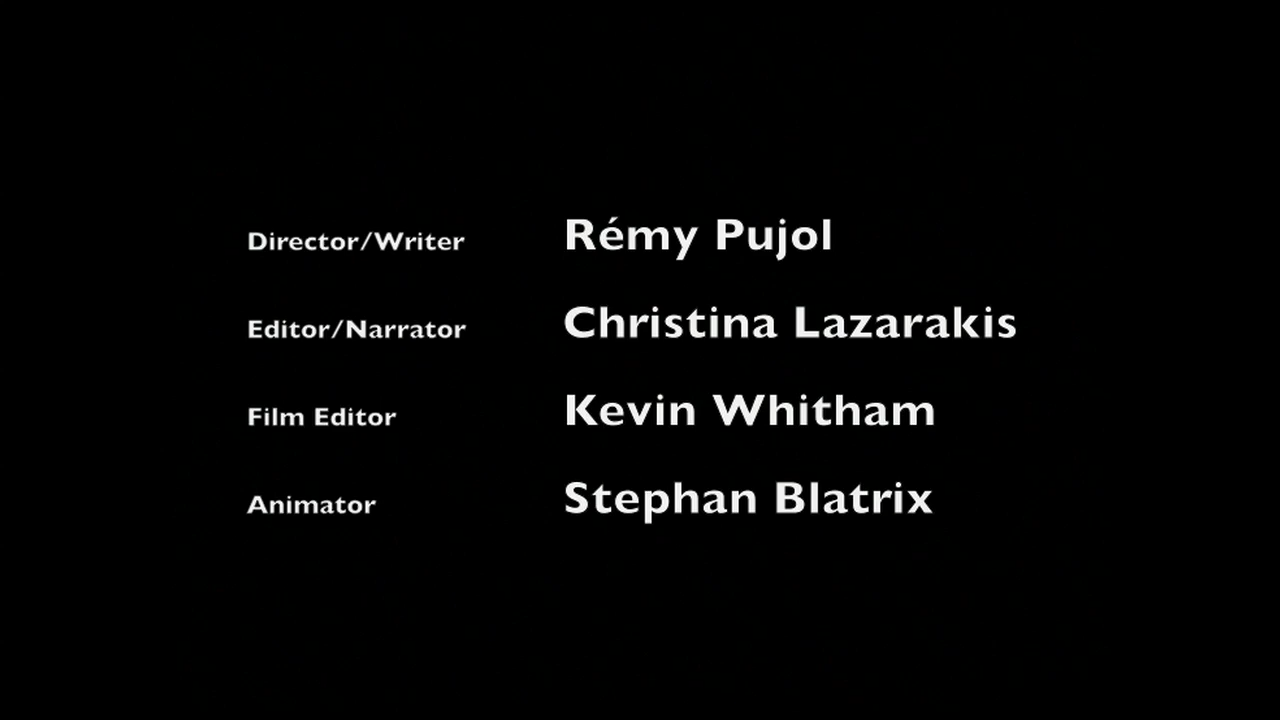 Director/Writer Rémy Pujol
Editor/Narrator Christina Lazarakis
Film Editor Kevin Whitham
Animator Stephan Blatrix